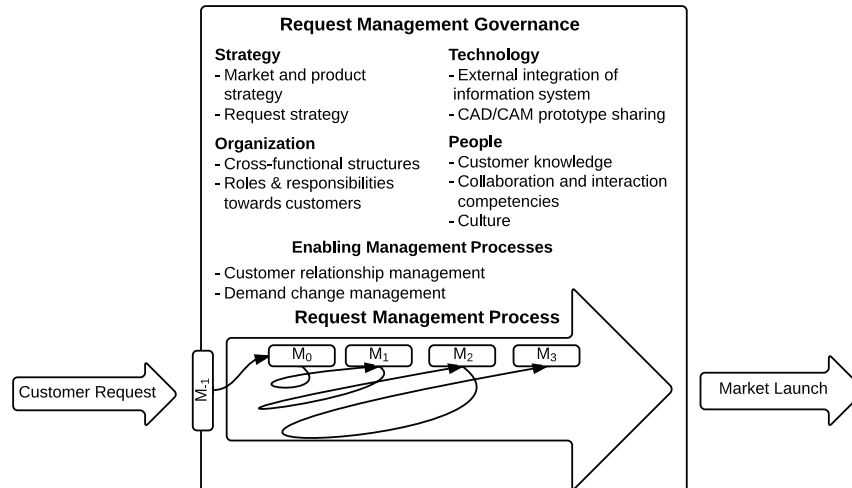 Request Management Governance
Strategy
- Market and product
strategy
- Request strategy
Technology
- External integration of
information system
- CAD/CAM prototype sharing
Organization
- Cross-functional structures
- Roles & responsibilities
towards customers
People
- Customer knowledge
- Collaboration and interaction
competencies
- Culture
Enabling Management Processes
- Customer relationship management
- Demand change management
Request Management Process
Customer Request
M-1
M0
M1
M2
M3
Market Launch